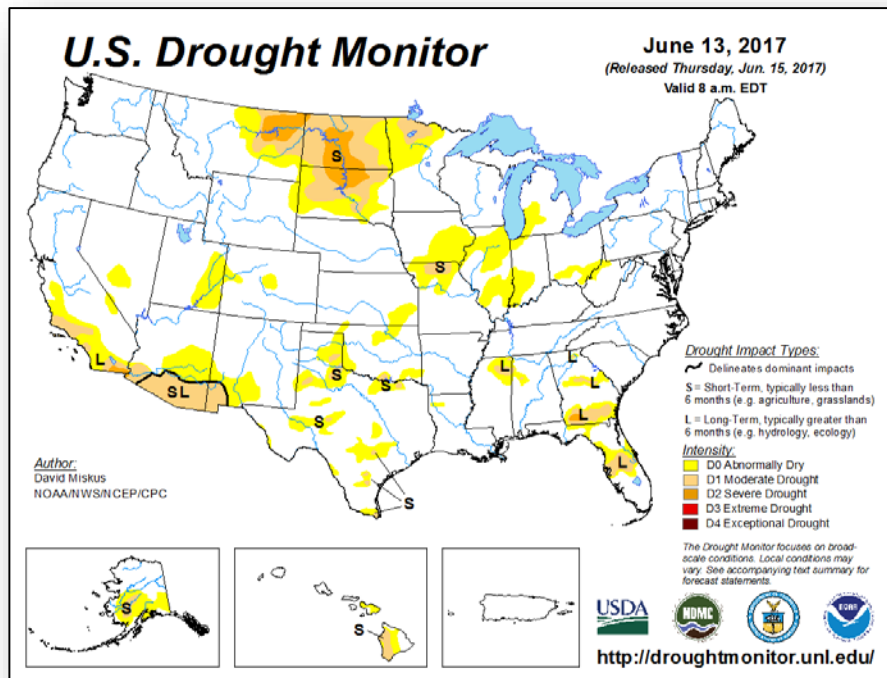 U.S. Drought Monitor
June 13, 2017
(Released Thursday, Jun. 15, 2017)
Valid 8 a.m. EDT
S
S
L
S L
S
S
S
S
L
L
L
L
L
Drought Impact Types:
Delineates dominant impacts
S = Short-Term, typically less than
6 months (e.g. agriculture, grasslands)
L = Long-Term, typically greater than
6 months (e.g. hydrology, ecology)
Intensity:
D0 Abnormally Dry
D1 Moderate Drought
D2 Severe Drought
D3 Extreme Drought
D4 Exceptional Drought
Author:
David Miskus
NOAA/NWS/NCEP/CPC
The Drought Monitor focuses on broad-
scale conditions. Local conditions may
vary. See accompanying text summary for
forecast statements.
S
S
USDA
NDMC
NOAA
http://droughtmonitor.unl.edu/